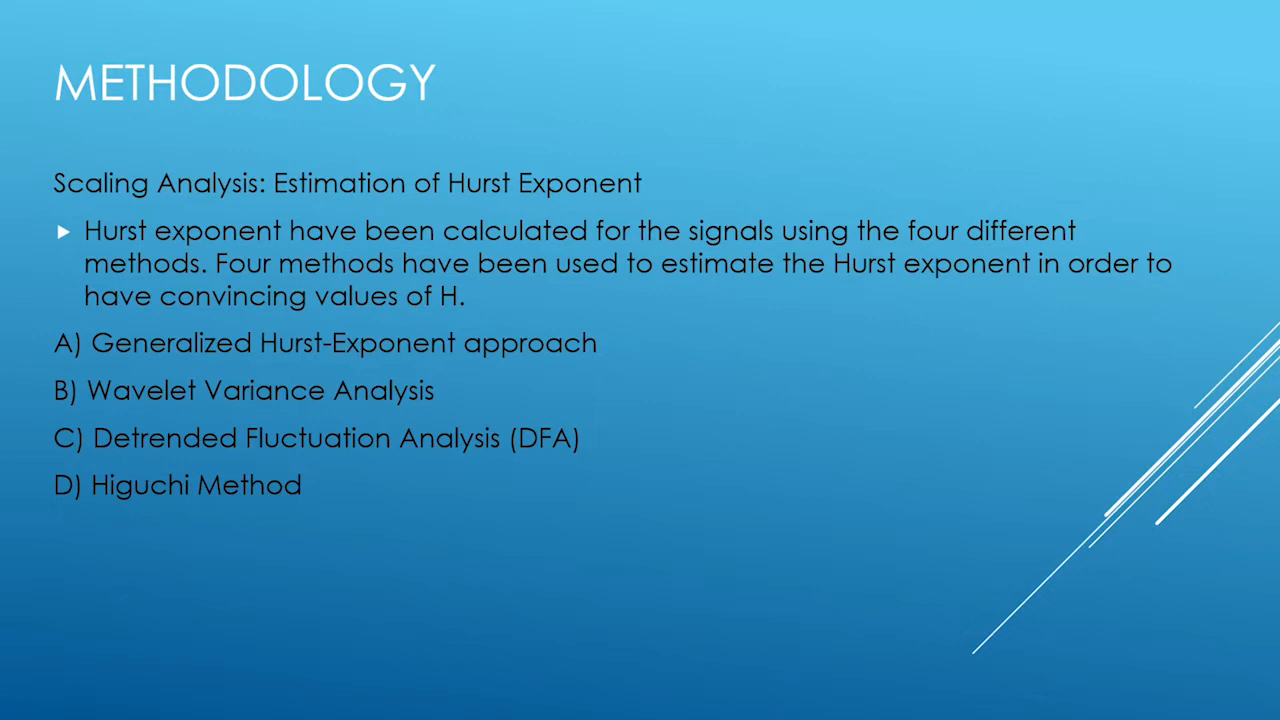 METHODOLOGY
Scaling Analysis: Estimation of Hurst Exponent
Hurst exponent have been calculated for the signals using the four different
methods. Four methods have been used to estimate the Hurst exponent in order to
have convincing values of H.
A) Generalized Hurst-Exponent approach
B) Wavelet Variance Analysis
C) Detrended Fluctuation Analysis (DFA)
D) Higuchi Method